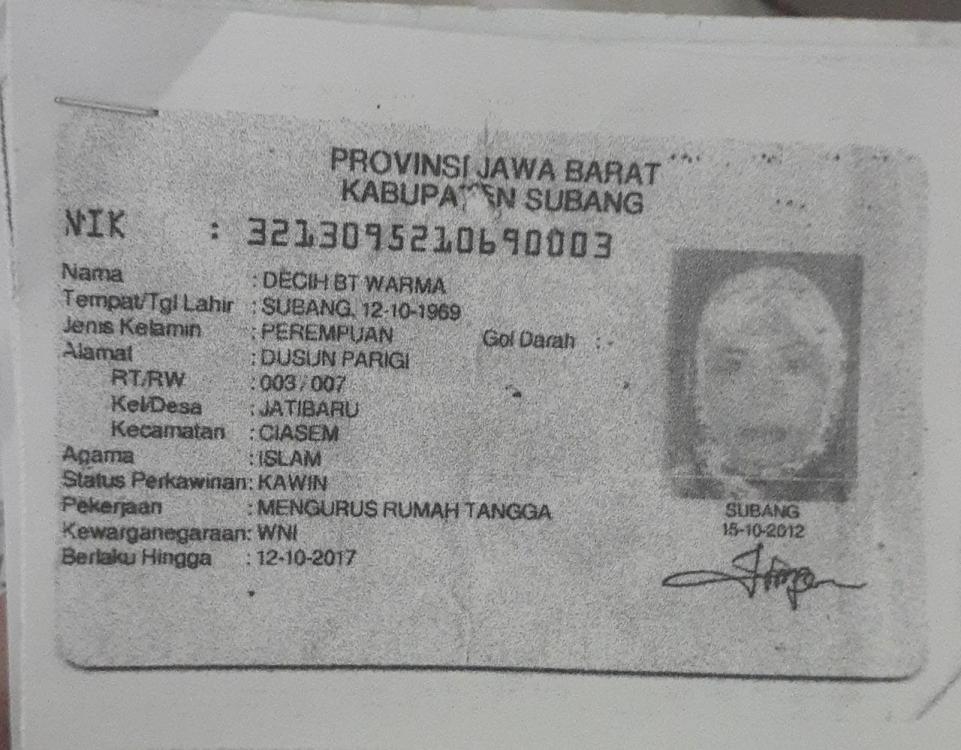 PROVINSI JAWA BARAT
KABUPATEN SUBANG
NIK : 3213095210690003
Nama : DECIH BT WARMA
Tempat/Tgl Lahir : SUBANG, 12-10-1969
Jenis Kelamin : PEREMPUAN Gol Darah : -
Alamat : DUSUN PARIGI
RT/RW : 003 / 007
Kel/Desa : JATIBARU
Kecamatan : CIASEM
Agama : ISLAM
Status Perkawinan: KAWIN
Pekerjaan : MENGURUS RUMAH TANGGA
Kewarganegaraan: WNI
Berlaku Hingga : 12-10-2017
SUBANG
15-10-2012